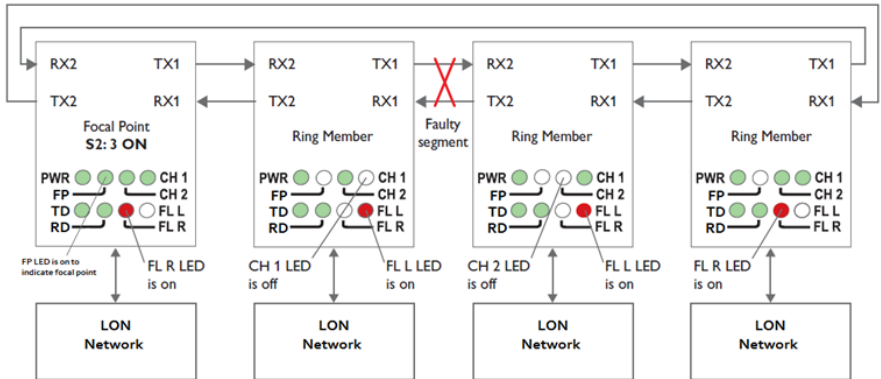 RX2 TX1
TX2 RX1
Focal Point
S2: 3 ON
PWR CH 1
FP CH 2
TD FL L
RD FL R
FP LED is on to
indicate focal point
FL R LED
is on
LON
Network
RX2 TX1
TX2 RX1
Ring Member
PWR CH 1
FP CH 2
TD FL L
RD FL R
CH 1 LED
is off
FL L LED
is on
LON
Network
Faulty
segment
RX2 TX1
TX2 RX1
Ring Member
PWR CH 1
FP CH 2
TD FL L
RD FL R
CH 2 LED
is off
FL L LED
is on
LON
Network
RX2 TX1
TX2 RX1
Ring Member
PWR CH 1
FP CH 2
TD FL L
RD FL R
FL R LED
is on
LON
Network